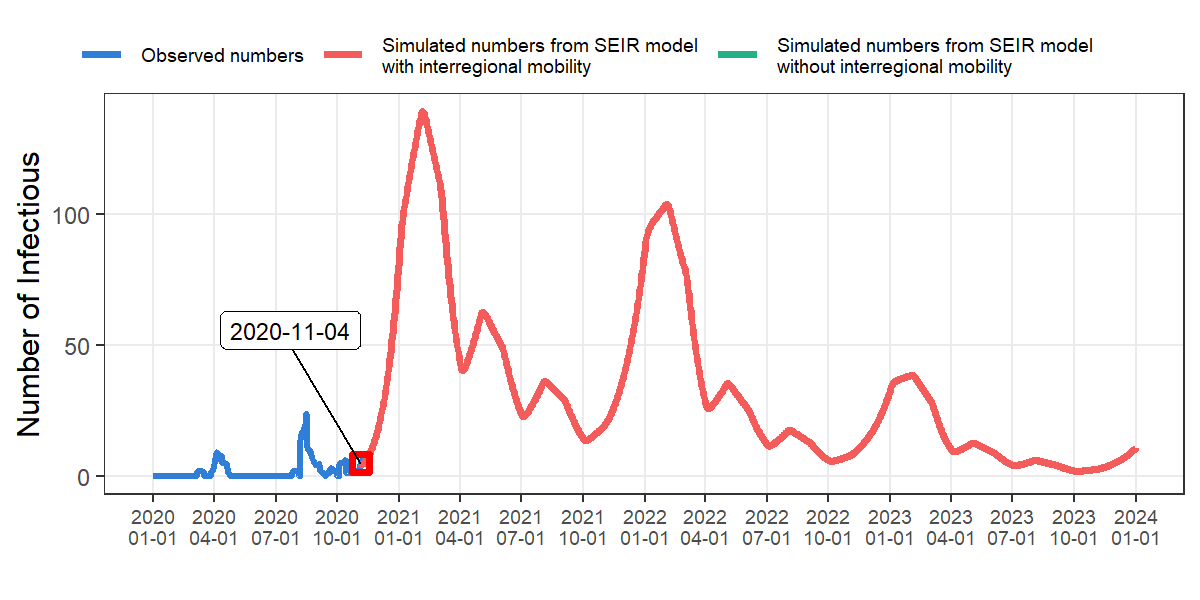 Observed numbers
Simulated numbers from SEIR model
with interregional mobility
Simulated numbers from SEIR model
without interregional mobility
Number of Infectious
100
50
0
2020-11-04
2020 2020 2020 2020 2021 2021 2021 2021 2022 2022 2022 2022 2023 2023 2023 2023 2024
01-01 04-01 07-01 10-01 01-01 04-01 07-01 10-01 01-01 04-01 07-01 10-01 01-01 04-01 07-01 10-01 01-01